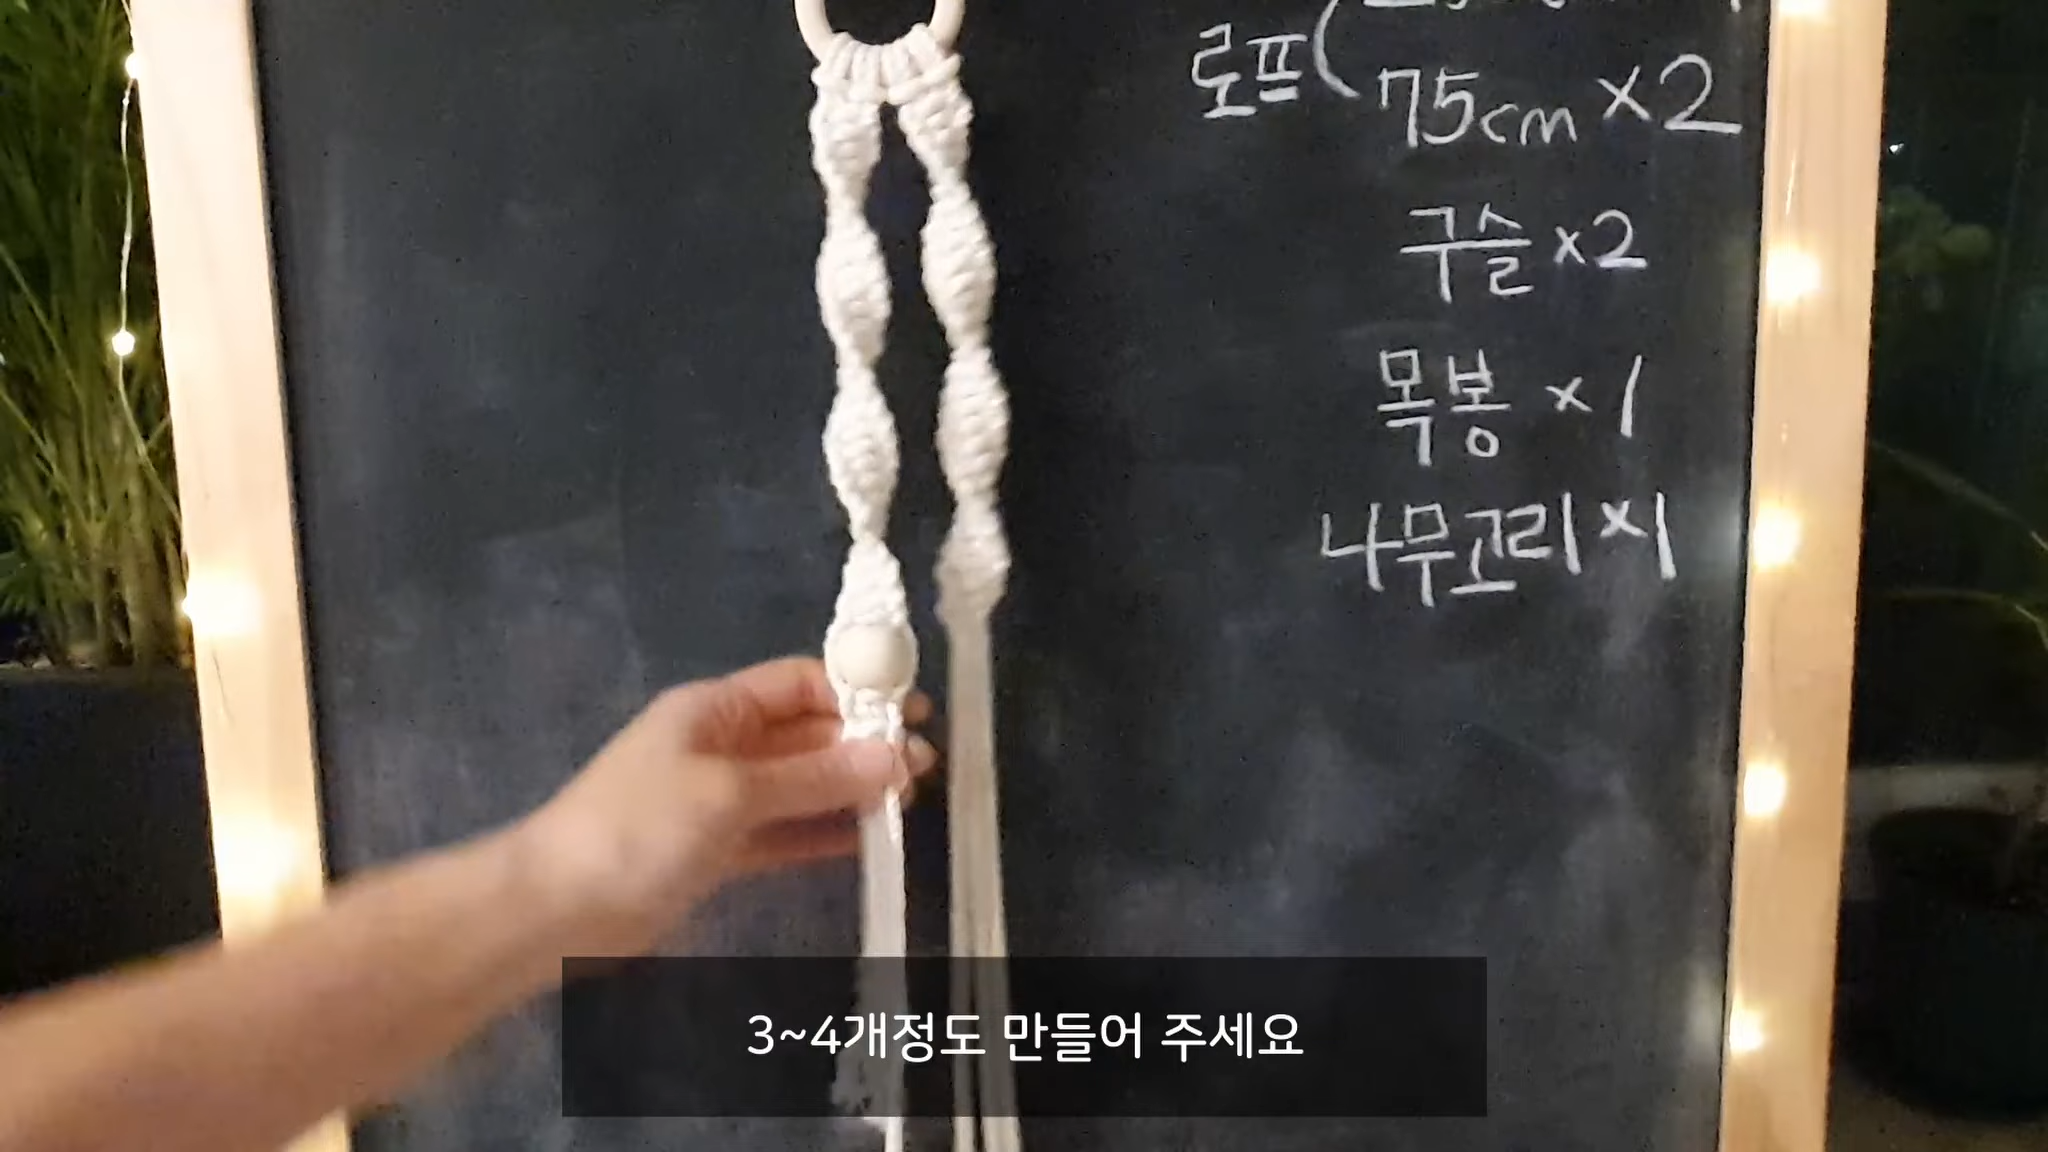 로프(
75cm ×2
구슬 ×2
목봉 × 1
나무고리 ×1
3~4개정도 만들어 주세요